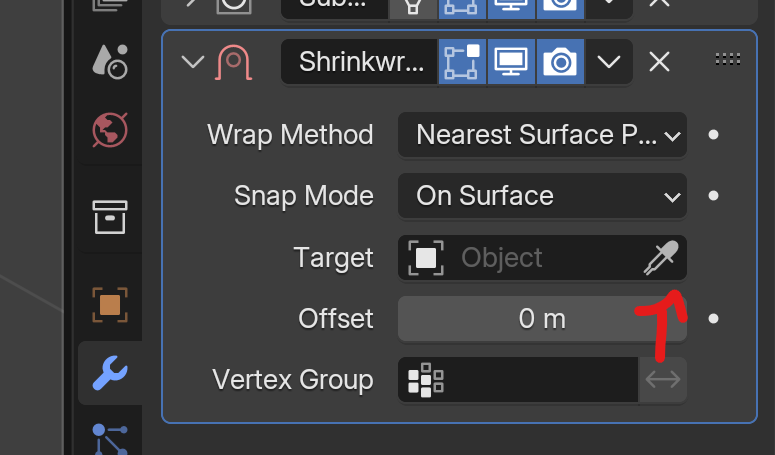 Sub...
Shrinkwr...
Wrap Method Nearest Surface P...
Snap Mode On Surface
Target Object
Offset 0 m
Vertex Group